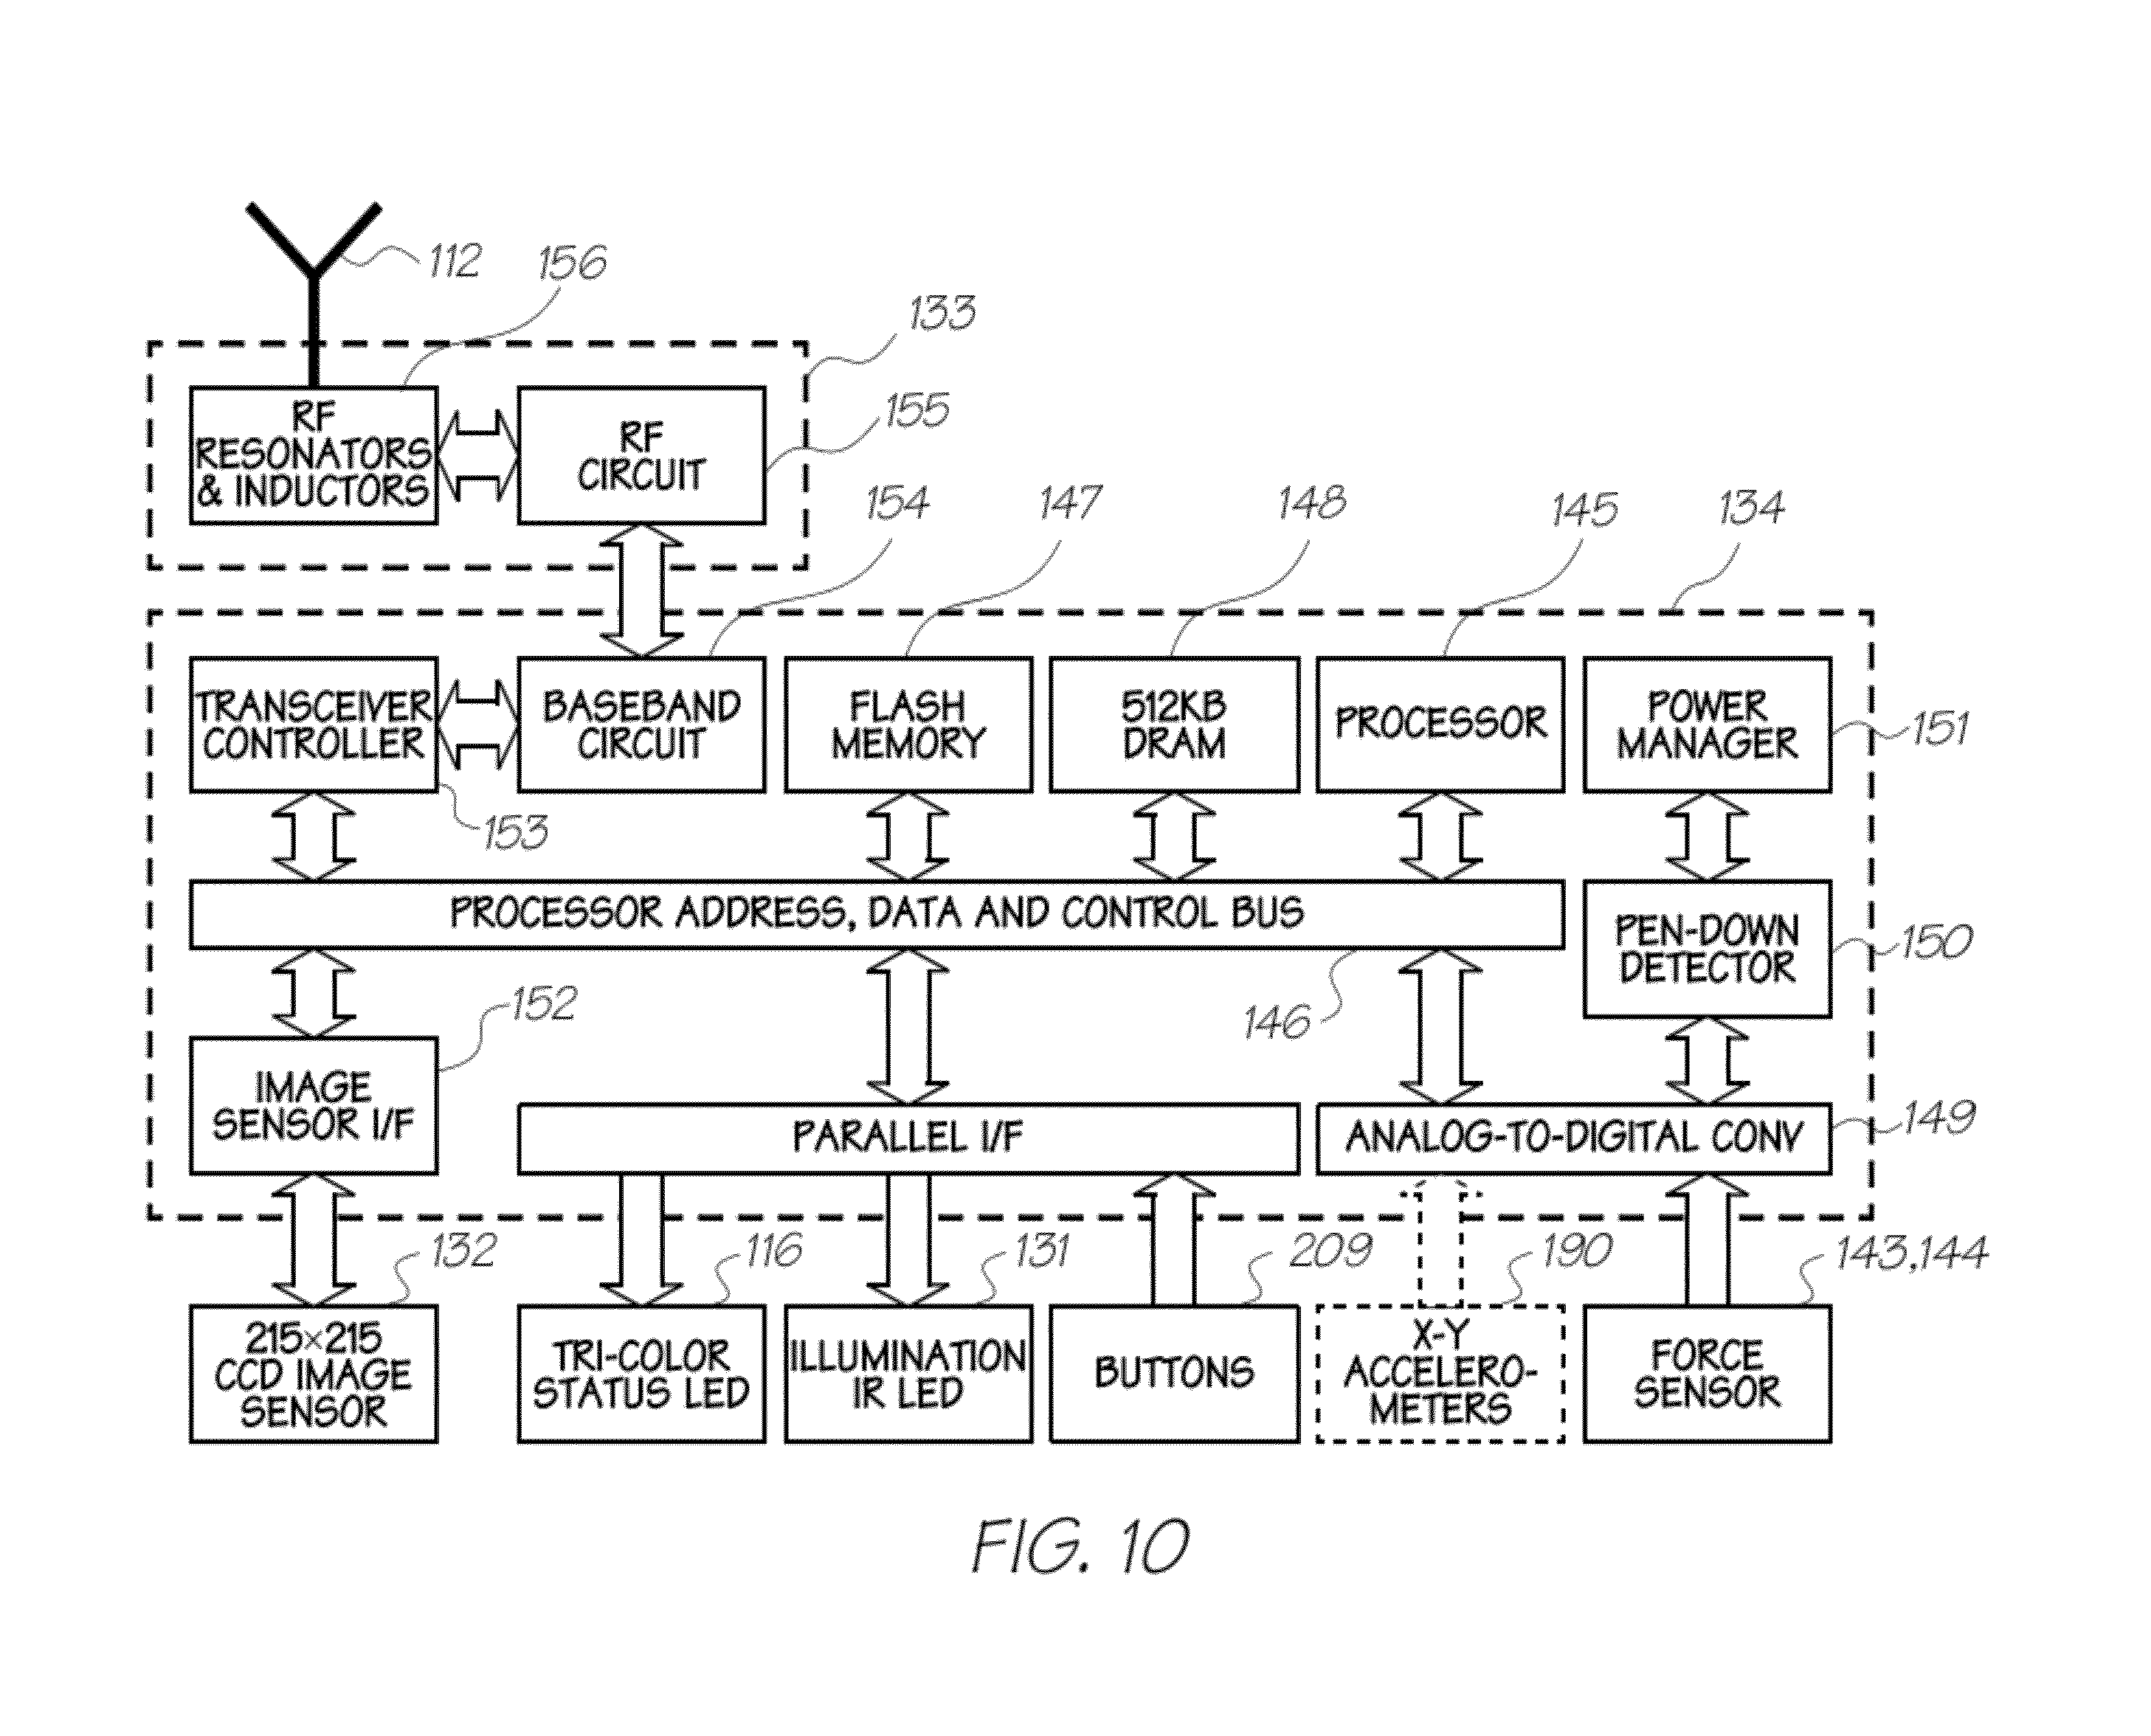 112
156
133
RF
RESONATORS
& INDUCTORS
RF
CIRCUIT
155
154
147
148
145
134
TRANSCEIVER
CONTROLLER
BASEBAND
CIRCUIT
FLASH
MEMORY
512KB
DRAM
PROCESSOR
POWER
MANAGER
151
153
PROCESSOR ADDRESS, DATA AND CONTROL BUS
PEN-DOWN
DETECTOR
150
152
146
IMAGE
SENSOR I/F
PARALLEL I/F
ANALOG-TO-DIGITAL CONV
149
132
116
131
209
190
143,144
215×215
CCD IMAGE
SENSOR
TRI-COLOR
STATUS LED
ILLUMINATION
IR LED
BUTTONS
X-Y
ACCELERO-
METERS
FORCE
SENSOR
FIG. 10